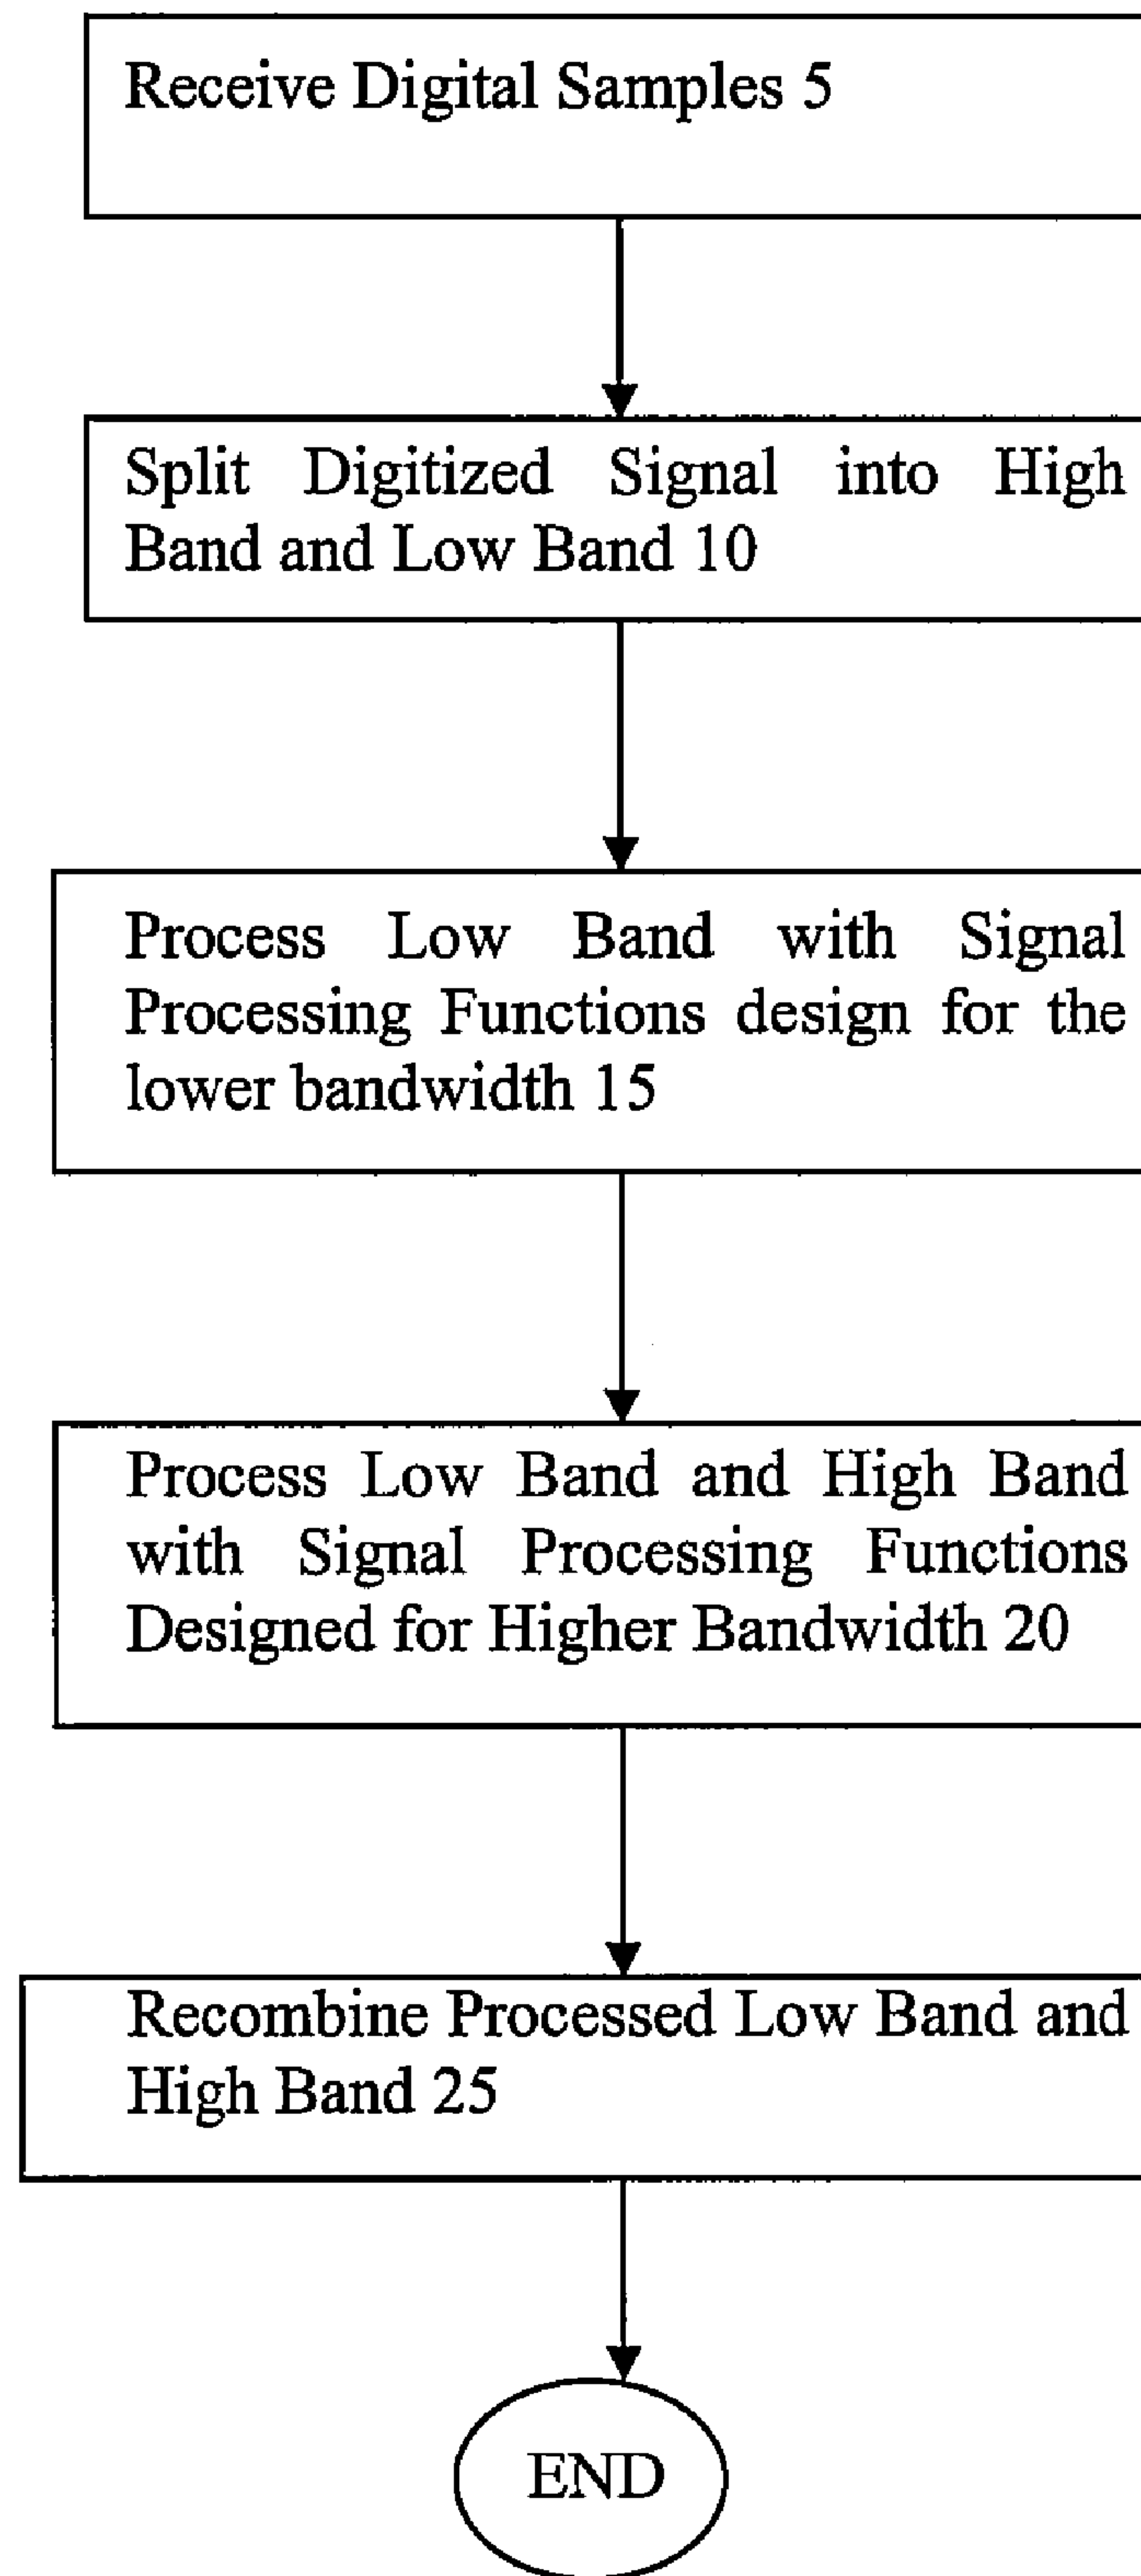 Receive Digital Samples 5
Split Digitized Signal into High
Band and Low Band 10
Process Low Band with Signal
Processing Functions design for the
lower bandwidth 15
Process Low Band and High Band
with Signal Processing Functions
Designed for Higher Bandwidth 20
Recombine Processed Low Band and
High Band 25
END